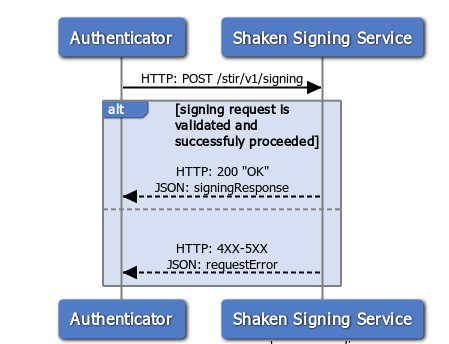 Authenticator
Shaken Signing Service
HTTP: POST /stir/v1/signing
alt
[signing request is
validated and
successfuly proceeded]
HTTP: 200 "OK"
JSON: signingResponse
HTTP: 4XX-5XX
JSON: requestError
Authenticator
Shaken Signing Service